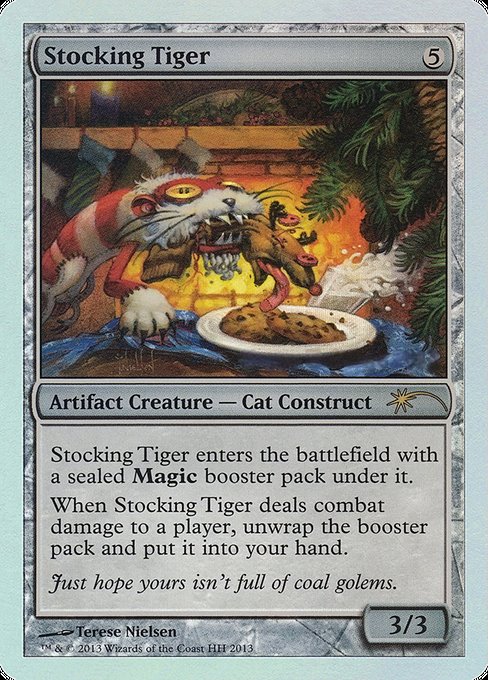 Stocking Tiger 5
Artifact Creature — Cat Construct
Stocking Tiger enters the battlefield with
a sealed Magic booster pack under it.
When Stocking Tiger deals combat
damage to a player, unwrap the booster
pack and put it into your hand.
Just hope yours isn't full of coal golems.
Terese Nielsen
3/3
™ & © 2013 Wizards of the Coast HH 2013